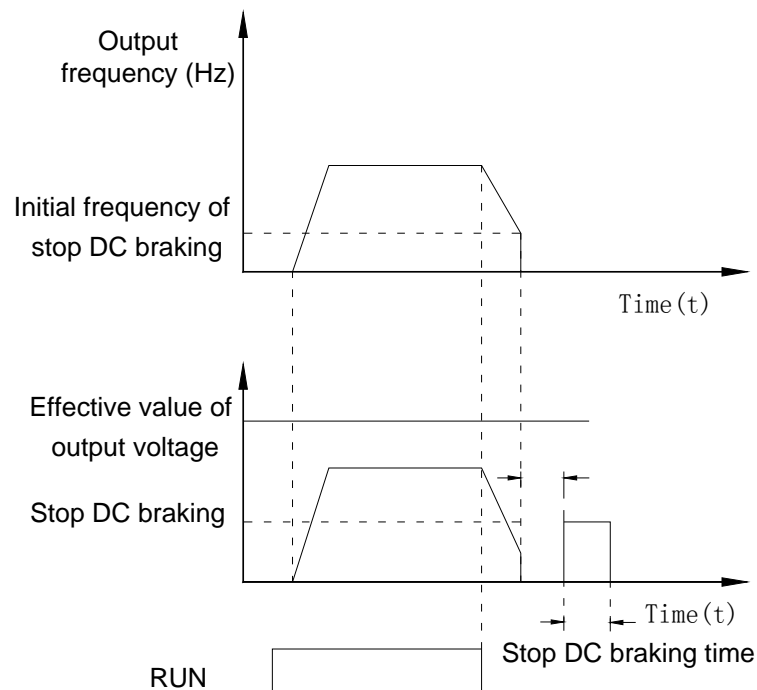 Output
frequency (Hz)
Initial frequency of
stop DC braking
Time(t)
Effective value of
output voltage
Stop DC braking
Time(t)
Stop DC braking time
RUN